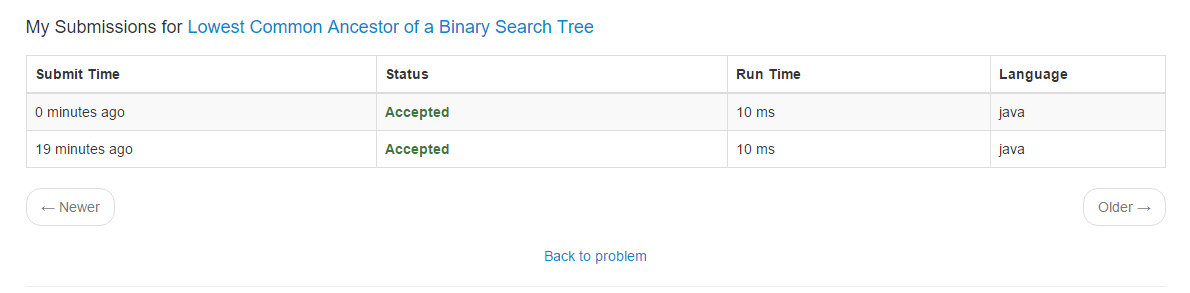 My Submissions for Lowest Common Ancestor of a Binary Search Tree
Submit Time Status Run Time Language
0 minutes ago Accepted 10 ms java
19 minutes ago Accepted 10 ms java
← Newer Older →
Back to problem